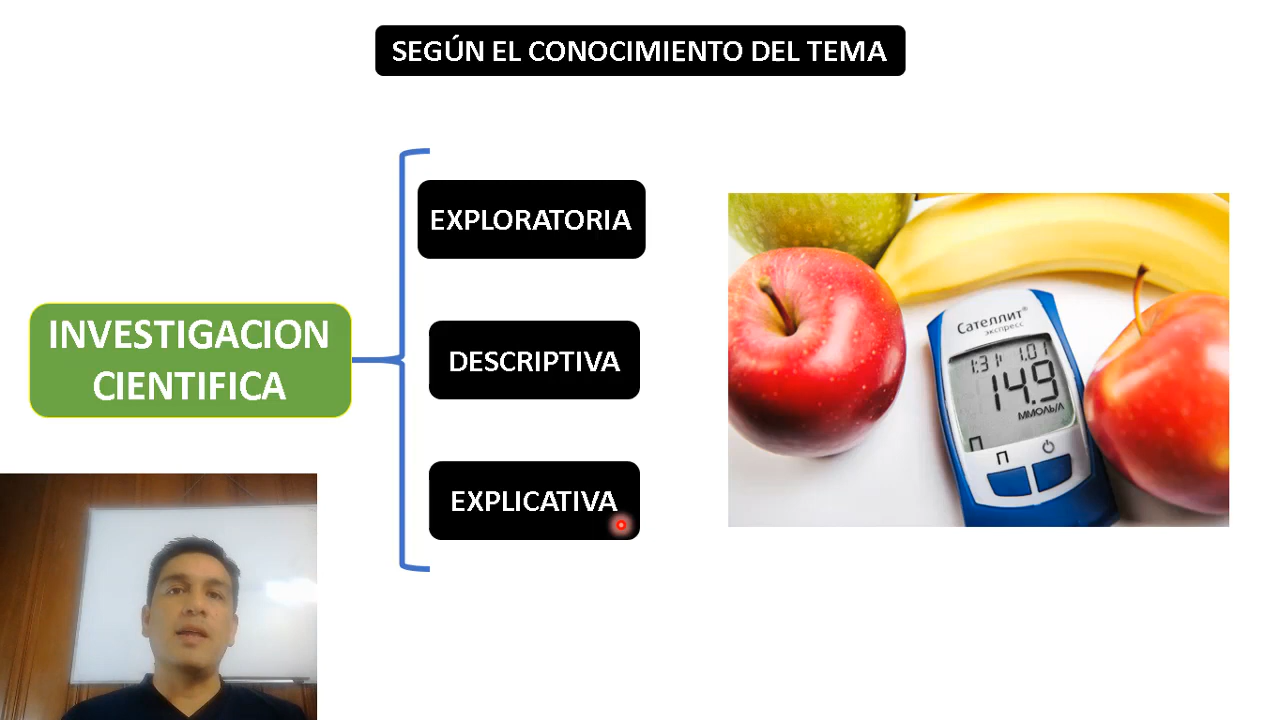 SEGÚN EL CONOCIMIENTO DEL TEMA
EXPLORATORIA
INVESTIGACION
CIENTIFICA
DESCRIPTIVA
EXPLICATIVA
Сателлит®
экспресс
1:31 1.01
14.9
ММОЛЬ/Л
П
П